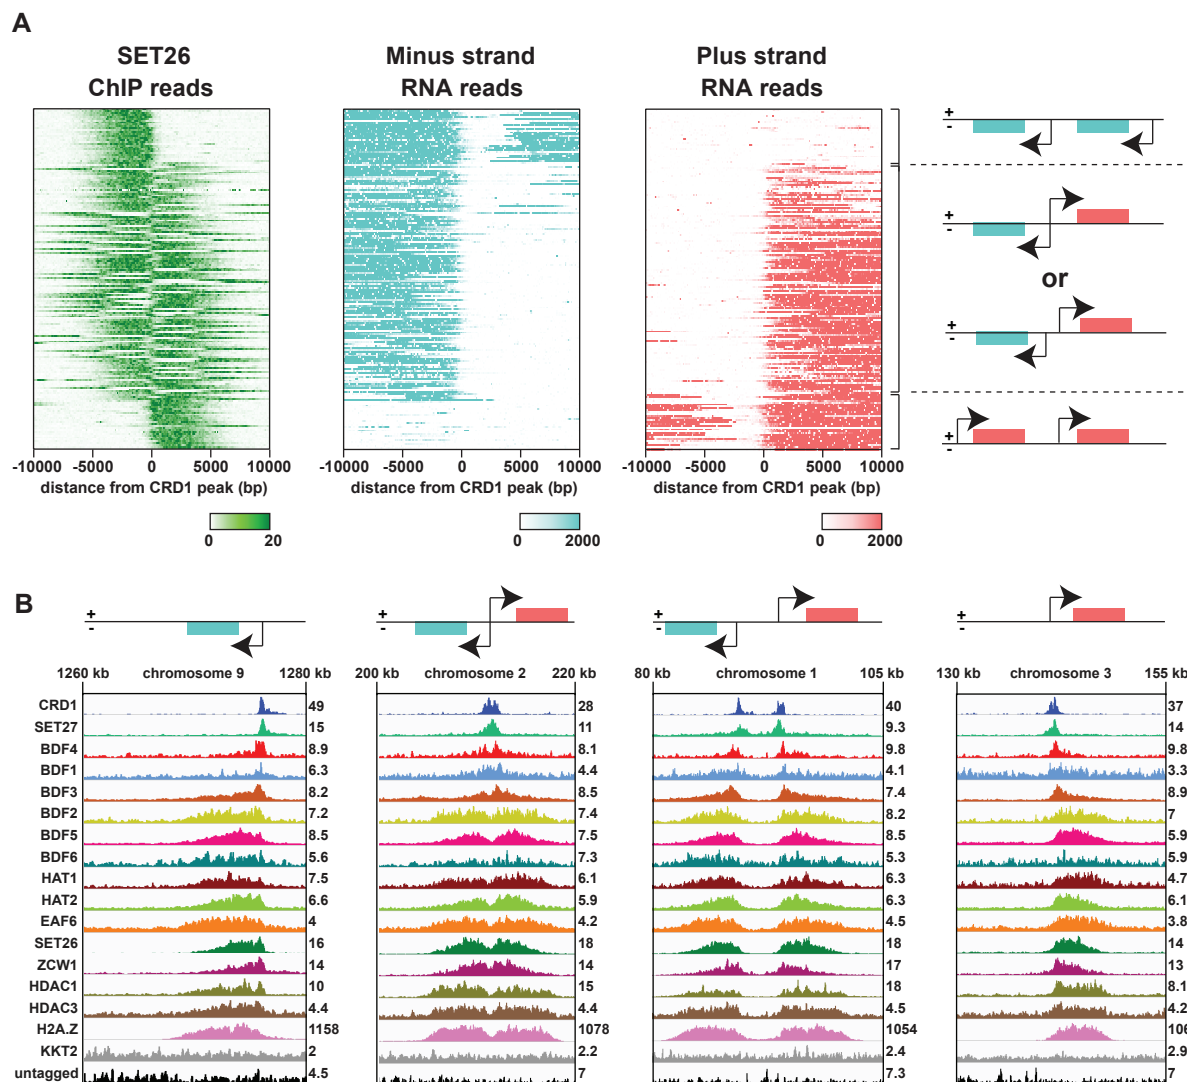 A
SET26
ChIP reads
Minus strand
RNA reads
Plus strand
RNA reads
+
-
+
-
or
+
-
+
-
-10000 -5000 0 5000 10000
-10000 -5000 0 5000 10000
-10000 -5000 0 5000 10000
distance from CRD1 peak (bp)
distance from CRD1 peak (bp)
distance from CRD1 peak (bp)
0 20
0 2000
0 2000
B
+
-
+
-
+
-
+
-
1260 kb chromosome 9 1280 kb
200 kb chromosome 2 220 kb
80 kb chromosome 1 105 kb
130 kb chromosome 3 155 kb
CRD1 49 28 40 37
SET27 15 11 9.3 14
BDF4 8.9 8.1 9.8 9.8
BDF1 6.3 4.4 4.1 3.3
BDF3 8.2 8.5 7.4 8.9
BDF2 7.2 7.4 8.2 7
BDF5 8.5 7.5 8.5 5.9
BDF6 5.6 7.3 5.3 5.9
HAT1 7.5 6.1 6.3 4.7
HAT2 6.6 5.9 6.3 6.1
EAF6 4 4.2 4.5 3.8
SET26 16 18 18 14
ZCW1 14 14 17 13
HDAC1 10 15 18 8.1
HDAC3 4.4 4.4 4.5 4.2
H2A.Z 1158 1078 1054 106
KKT2 2 2.2 2.4 2.9
untagged 4.5 7 7.3 7